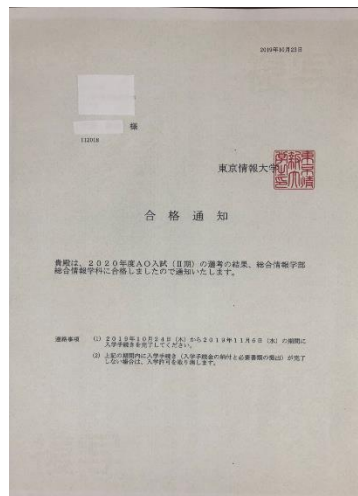 2019年10月23日
様
112018
東京情報大学
合格通知
貴殿は、2020年度AO入試（Ⅱ期）の選考の結果、総合情報学部
総合情報学科に合格しましたので通知いたします。
連絡事項 (1) 2019年10月24日（木）から2019年11月6日（水）の期間に
入学手続きを完了してください。
(2) 上記の期間内に入学手続き（入学手続金の納付と必要書類の提出）が完了
しない場合は、入学許可を取り消します。